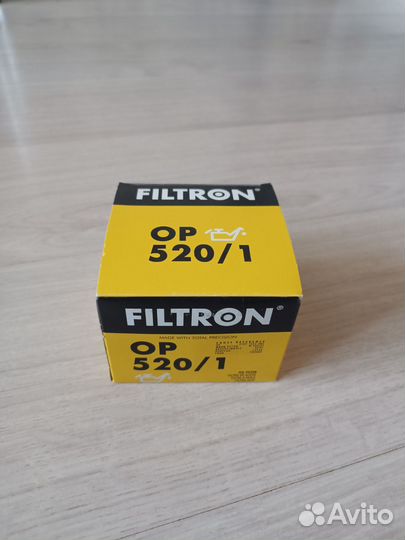 FILTRON®
OP
520/1
FILTRON®
MADE WITH TOTAL PRECISION
OP
520/1
Avito